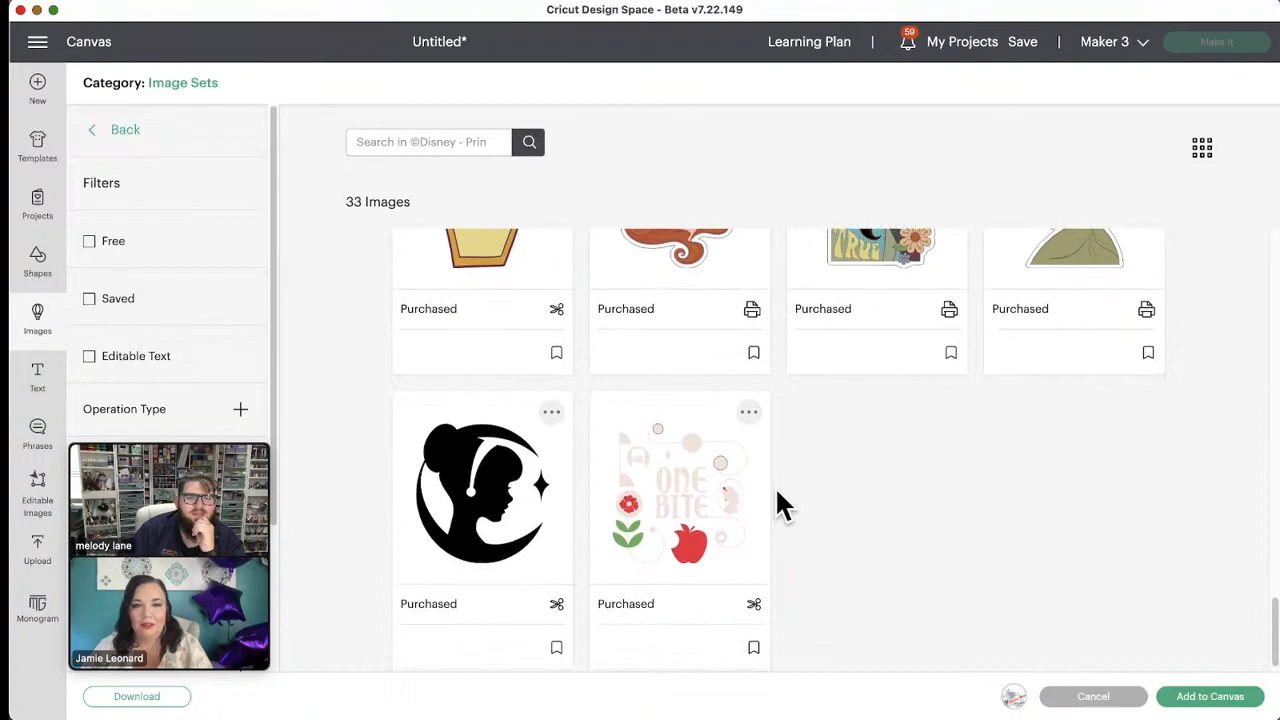 Cricut Design Space - Beta v7.22.149
Canvas
Untitled*
Learning Plan
59
My Projects
Save
Maker 3
Make It
New
Templates
Projects
Shapes
Images
Text
Phrases
Editable
Images
Upload
Monogram
Category: Image Sets
Back
Filters
Free
Saved
Editable Text
Operation Type
melody lane
Jamie Leonard
Download
Search in ©Disney - Prin
33 Images
TRUE
Purchased
Purchased
Purchased
Purchased
ONE
BITE
Purchased
Purchased
Cancel
Add to Canvas